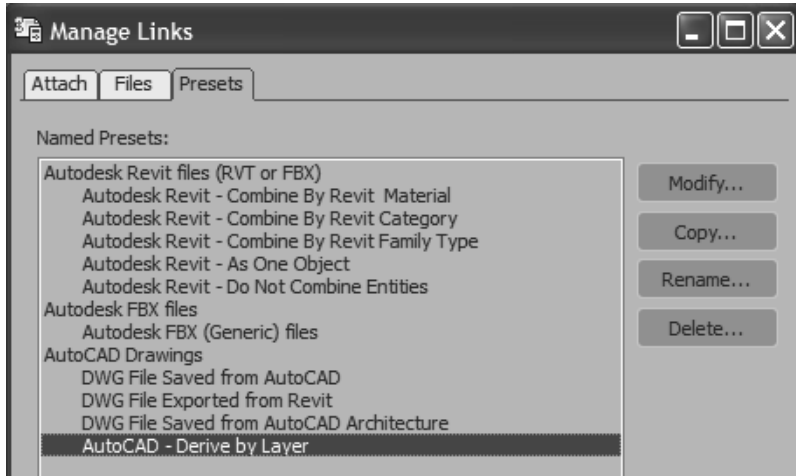 Manage Links
Attach Files Presets
Named Presets:
Autodesk Revit files (RVT or FBX)
Autodesk Revit - Combine By Revit Material
Autodesk Revit - Combine By Revit Category
Autodesk Revit - Combine By Revit Family Type
Autodesk Revit - As One Object
Autodesk Revit - Do Not Combine Entities
Autodesk FBX files
Autodesk FBX (Generic) files
AutoCAD Drawings
DWG File Saved from AutoCAD
DWG File Exported from Revit
DWG File Saved from AutoCAD Architecture
AutoCAD - Derive by Layer
Modify...
Copy...
Rename...
Delete...